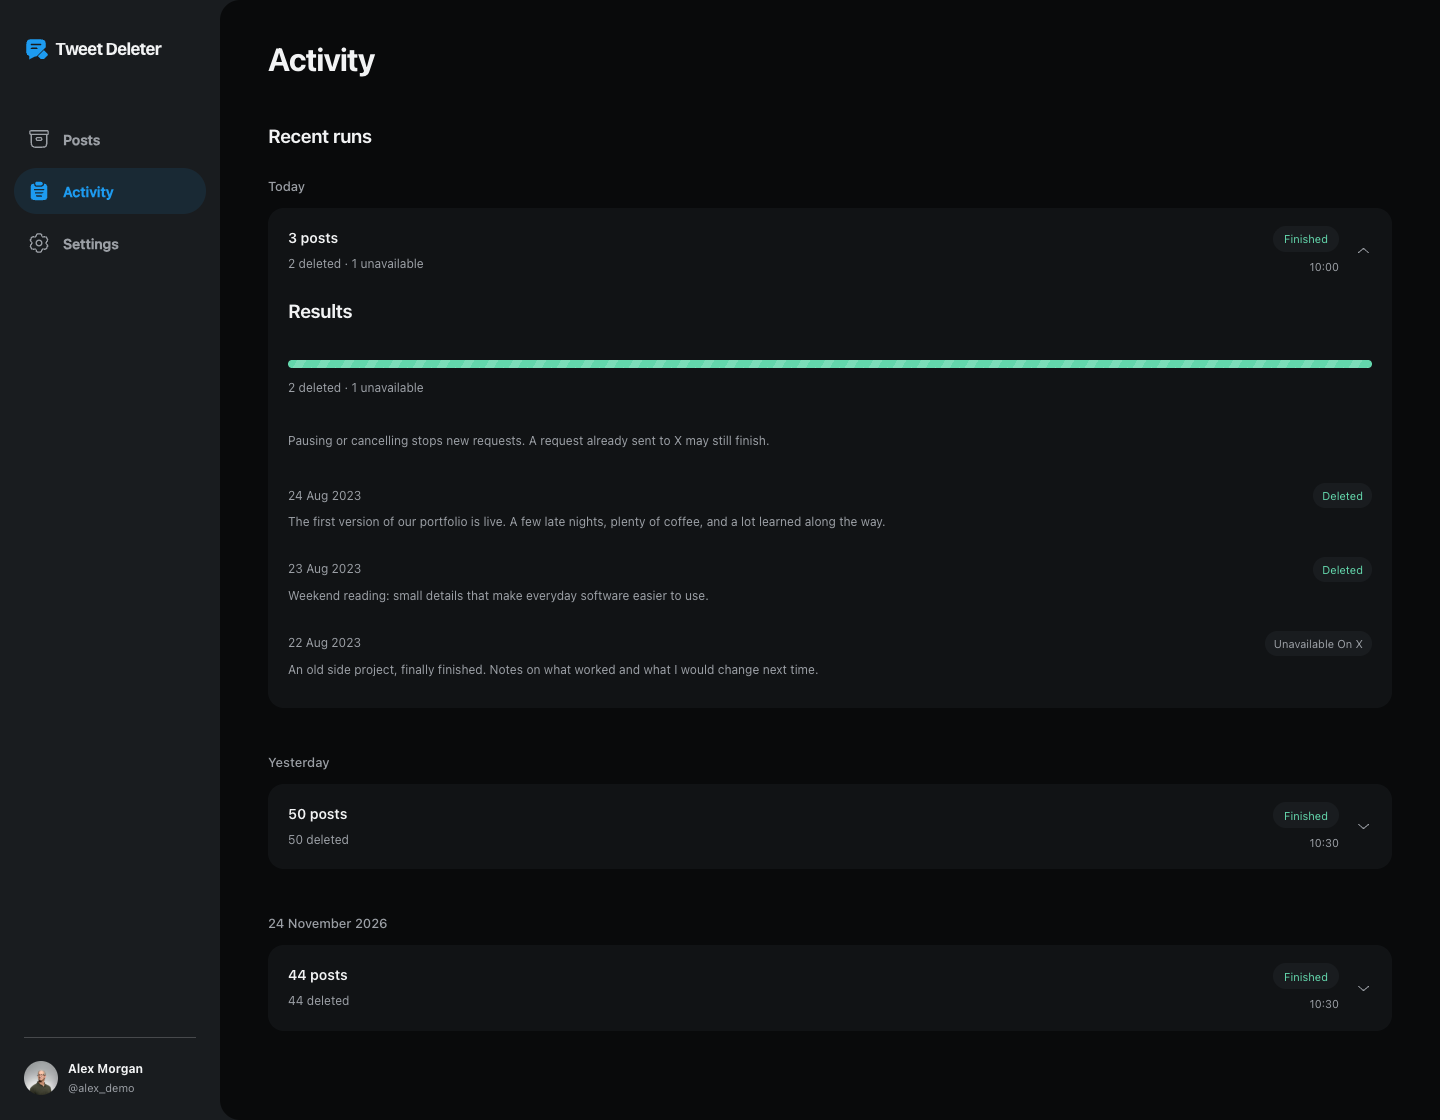 Tweet Deleter
Posts
Activity
Settings
Alex Morgan
@alex_demo
Activity
Recent runs
Today
3 posts
Finished
2 deleted · 1 unavailable
10:00
Results
2 deleted · 1 unavailable
Pausing or cancelling stops new requests. A request already sent to X may still finish.
24 Aug 2023
Deleted
The first version of our portfolio is live. A few late nights, plenty of coffee, and a lot learned along the way.
23 Aug 2023
Deleted
Weekend reading: small details that make everyday software easier to use.
22 Aug 2023
Unavailable On X
An old side project, finally finished. Notes on what worked and what I would change next time.
Yesterday
50 posts
Finished
50 deleted
10:30
24 November 2026
44 posts
Finished
44 deleted
10:30